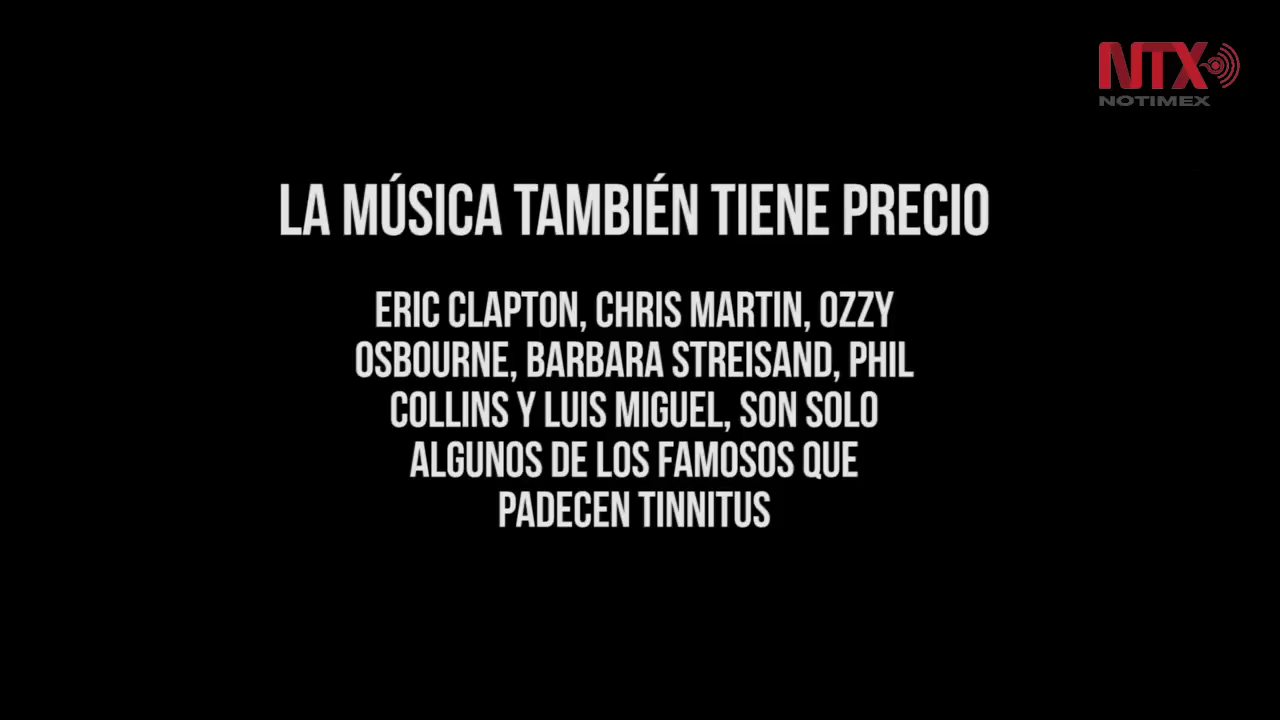 NTX
NOTIMEX
LA MÚSICA TAMBIÉN TIENE PRECIO
ERIC CLAPTON, CHRIS MARTIN, OZZY
OSBOURNE, BARBARA STREISAND, PHIL
COLLINS Y LUIS MIGUEL, SON SOLO
ALGUNOS DE LOS FAMOSOS QUE
PADECEN TINNITUS